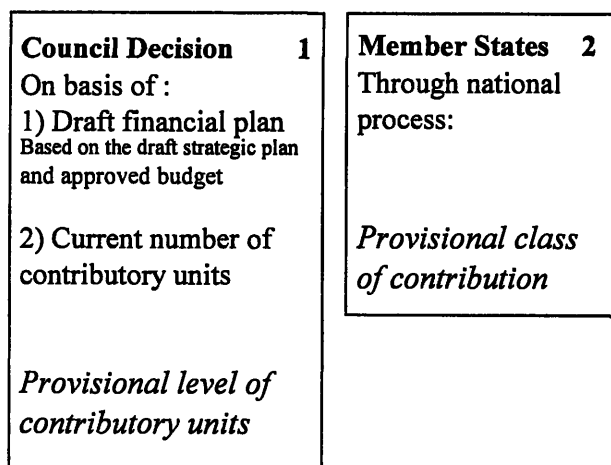 Council Decision 1
On basis of :
1) Draft financial plan
Based on the draft strategic plan
and approved budget
2) Current number of
contributory units
Provisional level of
contributory units
Member States 2
Through national
process:
Provisional class
of contribution